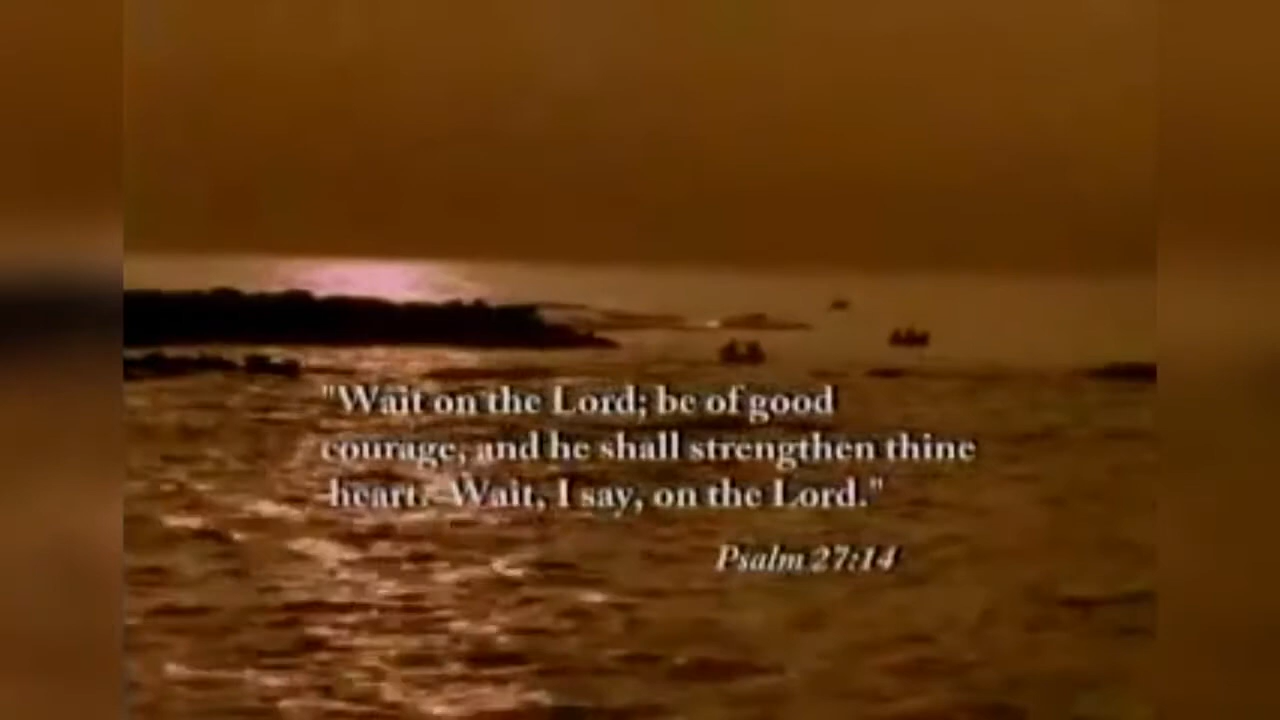 "Wait on the Lord; be of good
courage, and he shall strengthen thine
heart. Wait, I say, on the Lord."
Psalm 27:14